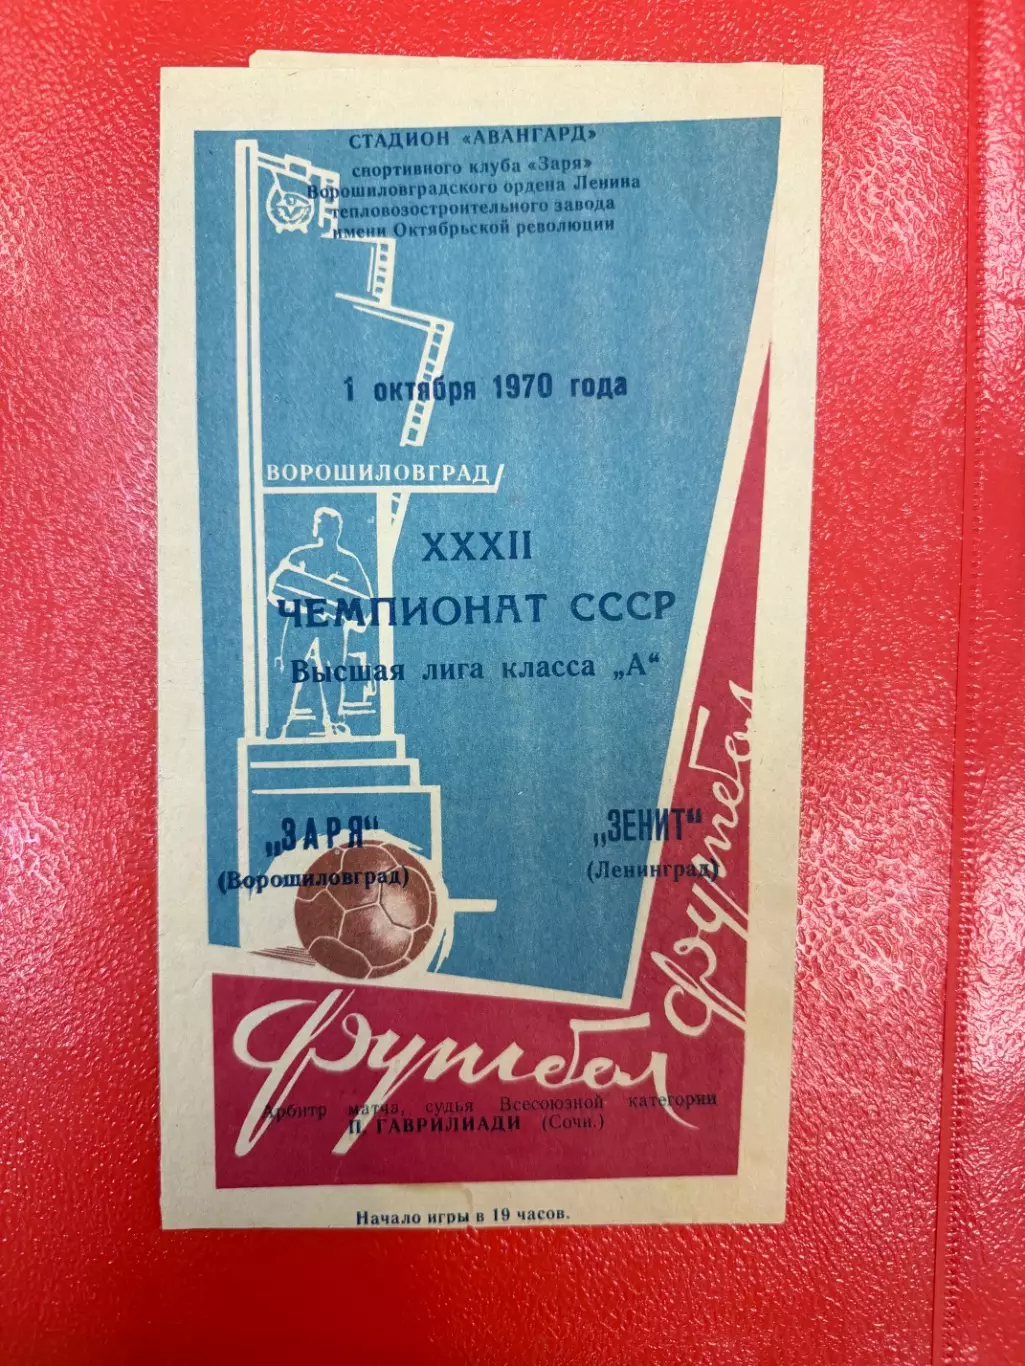 СТАДИОН «АВАНГАРД»
спортивного клуба «Заря»
Ворошиловградского ордена Ленина
тепловозостроительного завода
имени Октябрьской революции
1 октября 1970 года
ВОРОШИЛОВГРАД
XXXII
ЧЕМПИОНАТ СССР
Высшая лига класса „А“
„ЗАРЯ“
(Ворошиловград)
„ЗЕНИТ“
(Ленинград)
Футбол
Футбол
Арбитр матча, судья Всесоюзной категории
П. ГАВРИЛИАДИ (Сочи.)
Начало игры в 19 часов.